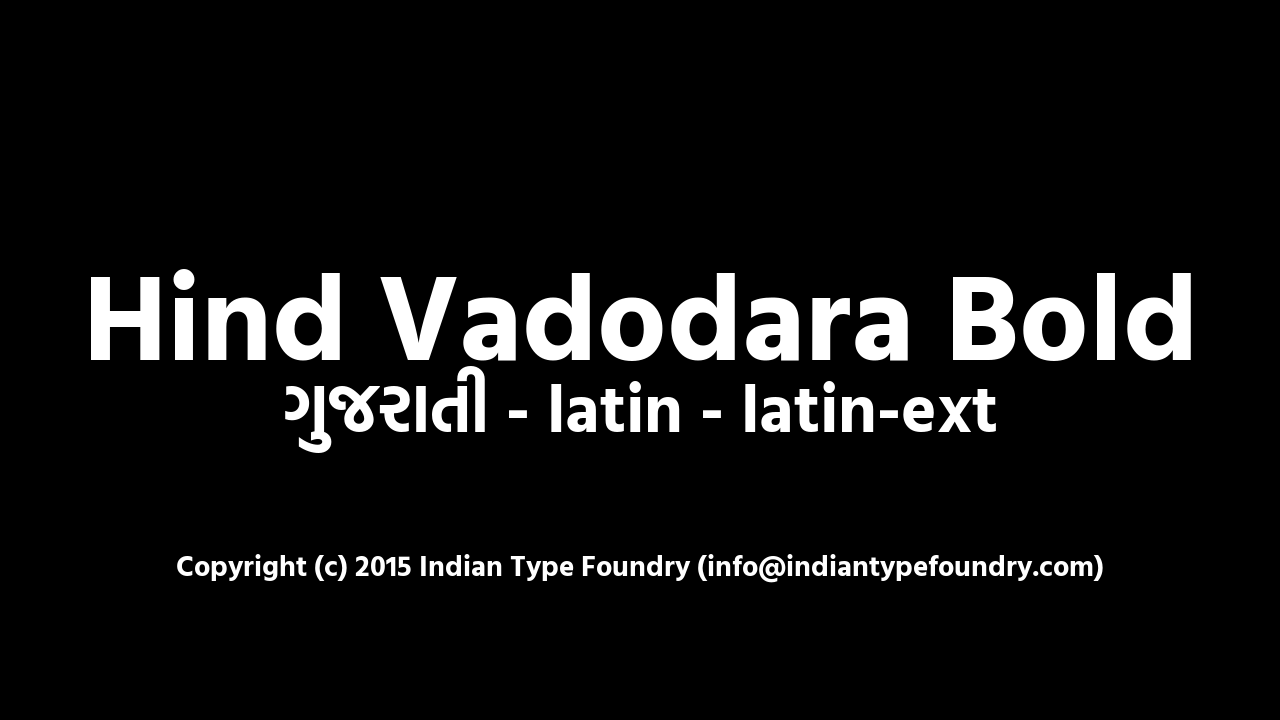 Hind Vadodara Bold
ગુજરાતી - latin - latin-ext
Copyright (c) 2015 Indian Type Foundry (info@indiantypefoundry.com)